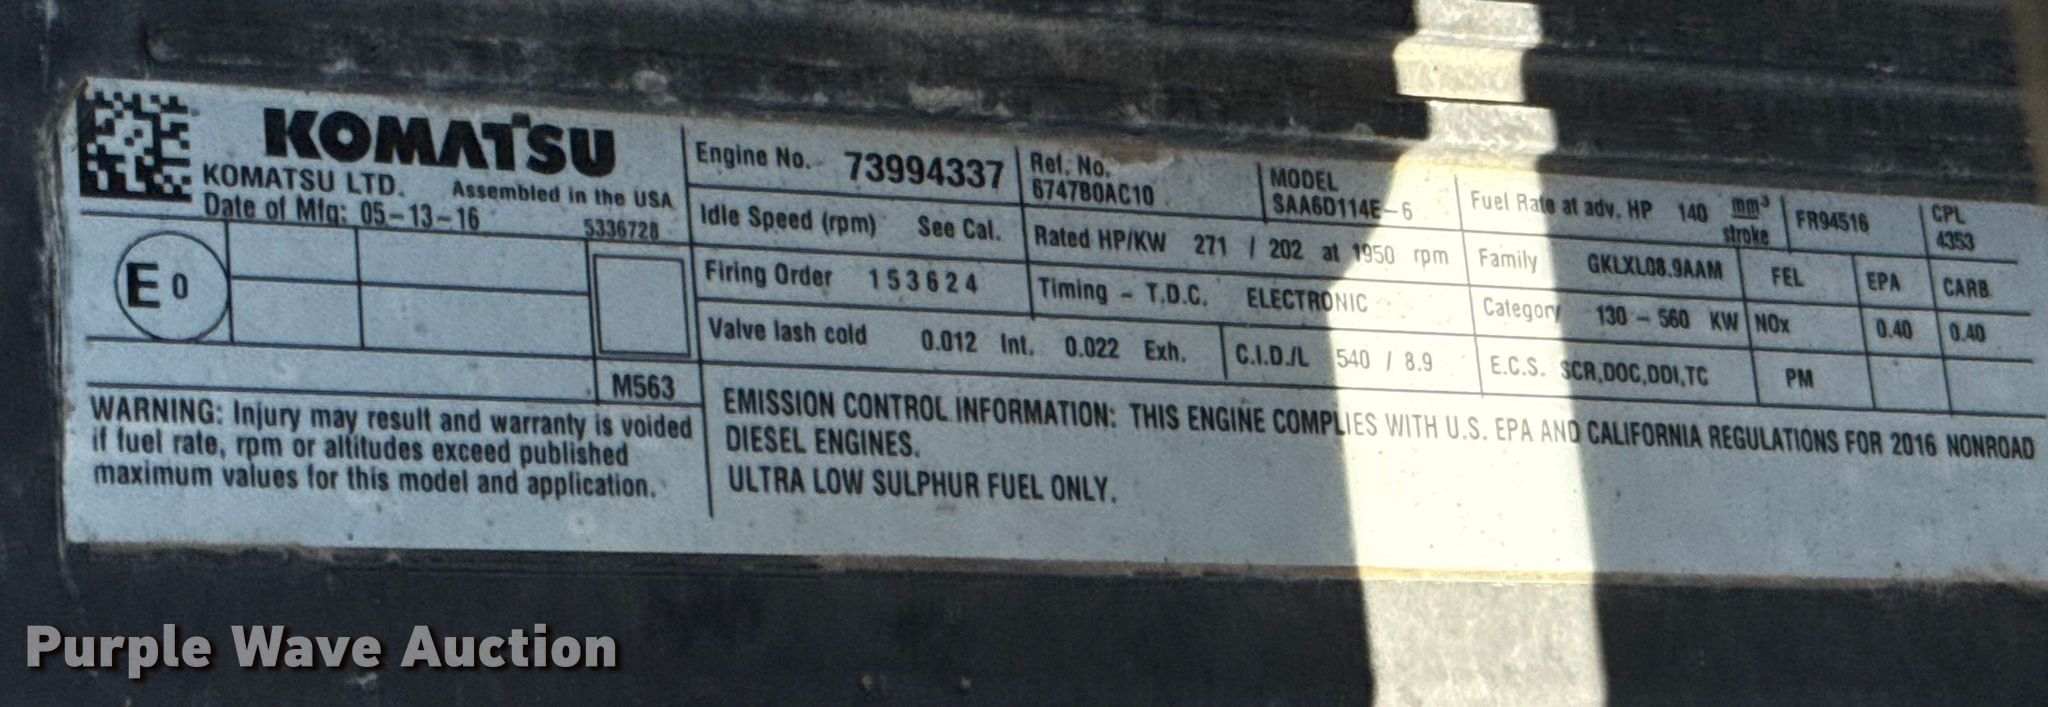 KOMATSU
KOMATSU LTD. Assembled in the USA
Date of Mfg: 05-13-16 5336728
E 0
M563
WARNING: Injury may result and warranty is voided
if fuel rate, rpm or altitudes exceed published
maximum values for this model and application.
Engine No. 73994337
Ref. No.
6747B0AC10
MODEL
SAA6D114E-6
Fuel Rate at adv. HP 140 mm³
stroke
FR94516
CPL
4353
Idle Speed (rpm) See Cal.
Rated HP/KW 271 / 202 at 1950 rpm
Family GKLXL08.9AAM
FEL
EPA
CARB
Firing Order 1 5 3 6 2 4
Timing - T.D.C. ELECTRONIC
Category 130 - 560 KW
NOx
0.40
0.40
Valve lash cold 0.012 Int. 0.022 Exh.
C.I.D./L 540 / 8.9
E.C.S. SCR,DOC,DDI,TC
PM
EMISSION CONTROL INFORMATION: THIS ENGINE COMPLIES WITH U.S. EPA AND CALIFORNIA REGULATIONS FOR 2016 NONROAD
DIESEL ENGINES.
ULTRA LOW SULPHUR FUEL ONLY.
Purple Wave Auction